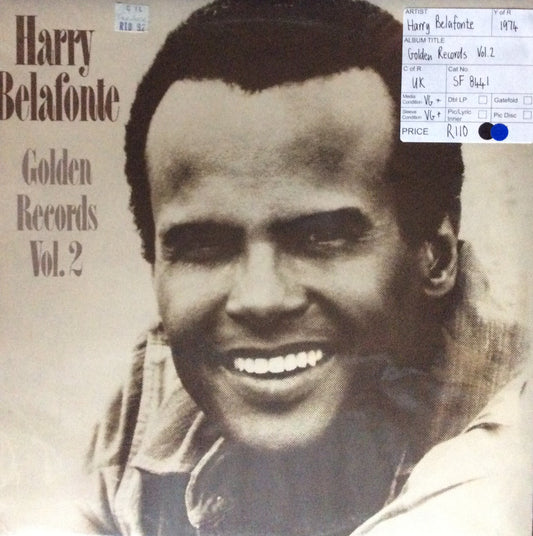 Harry
Belafonte
Golden
Records
Vol. 2
ARTIST
Harry Belafonte
Y of R
1974
ALBUM TITLE
Golden Records Vol.2
C of R
UK
Cat No
SF 8441
Media
Condition VG +
Dbl LP
Gatefold
Sleeve
Condition VG +
Pic/Lyric
Inner
Pic Disc
PRICE R110